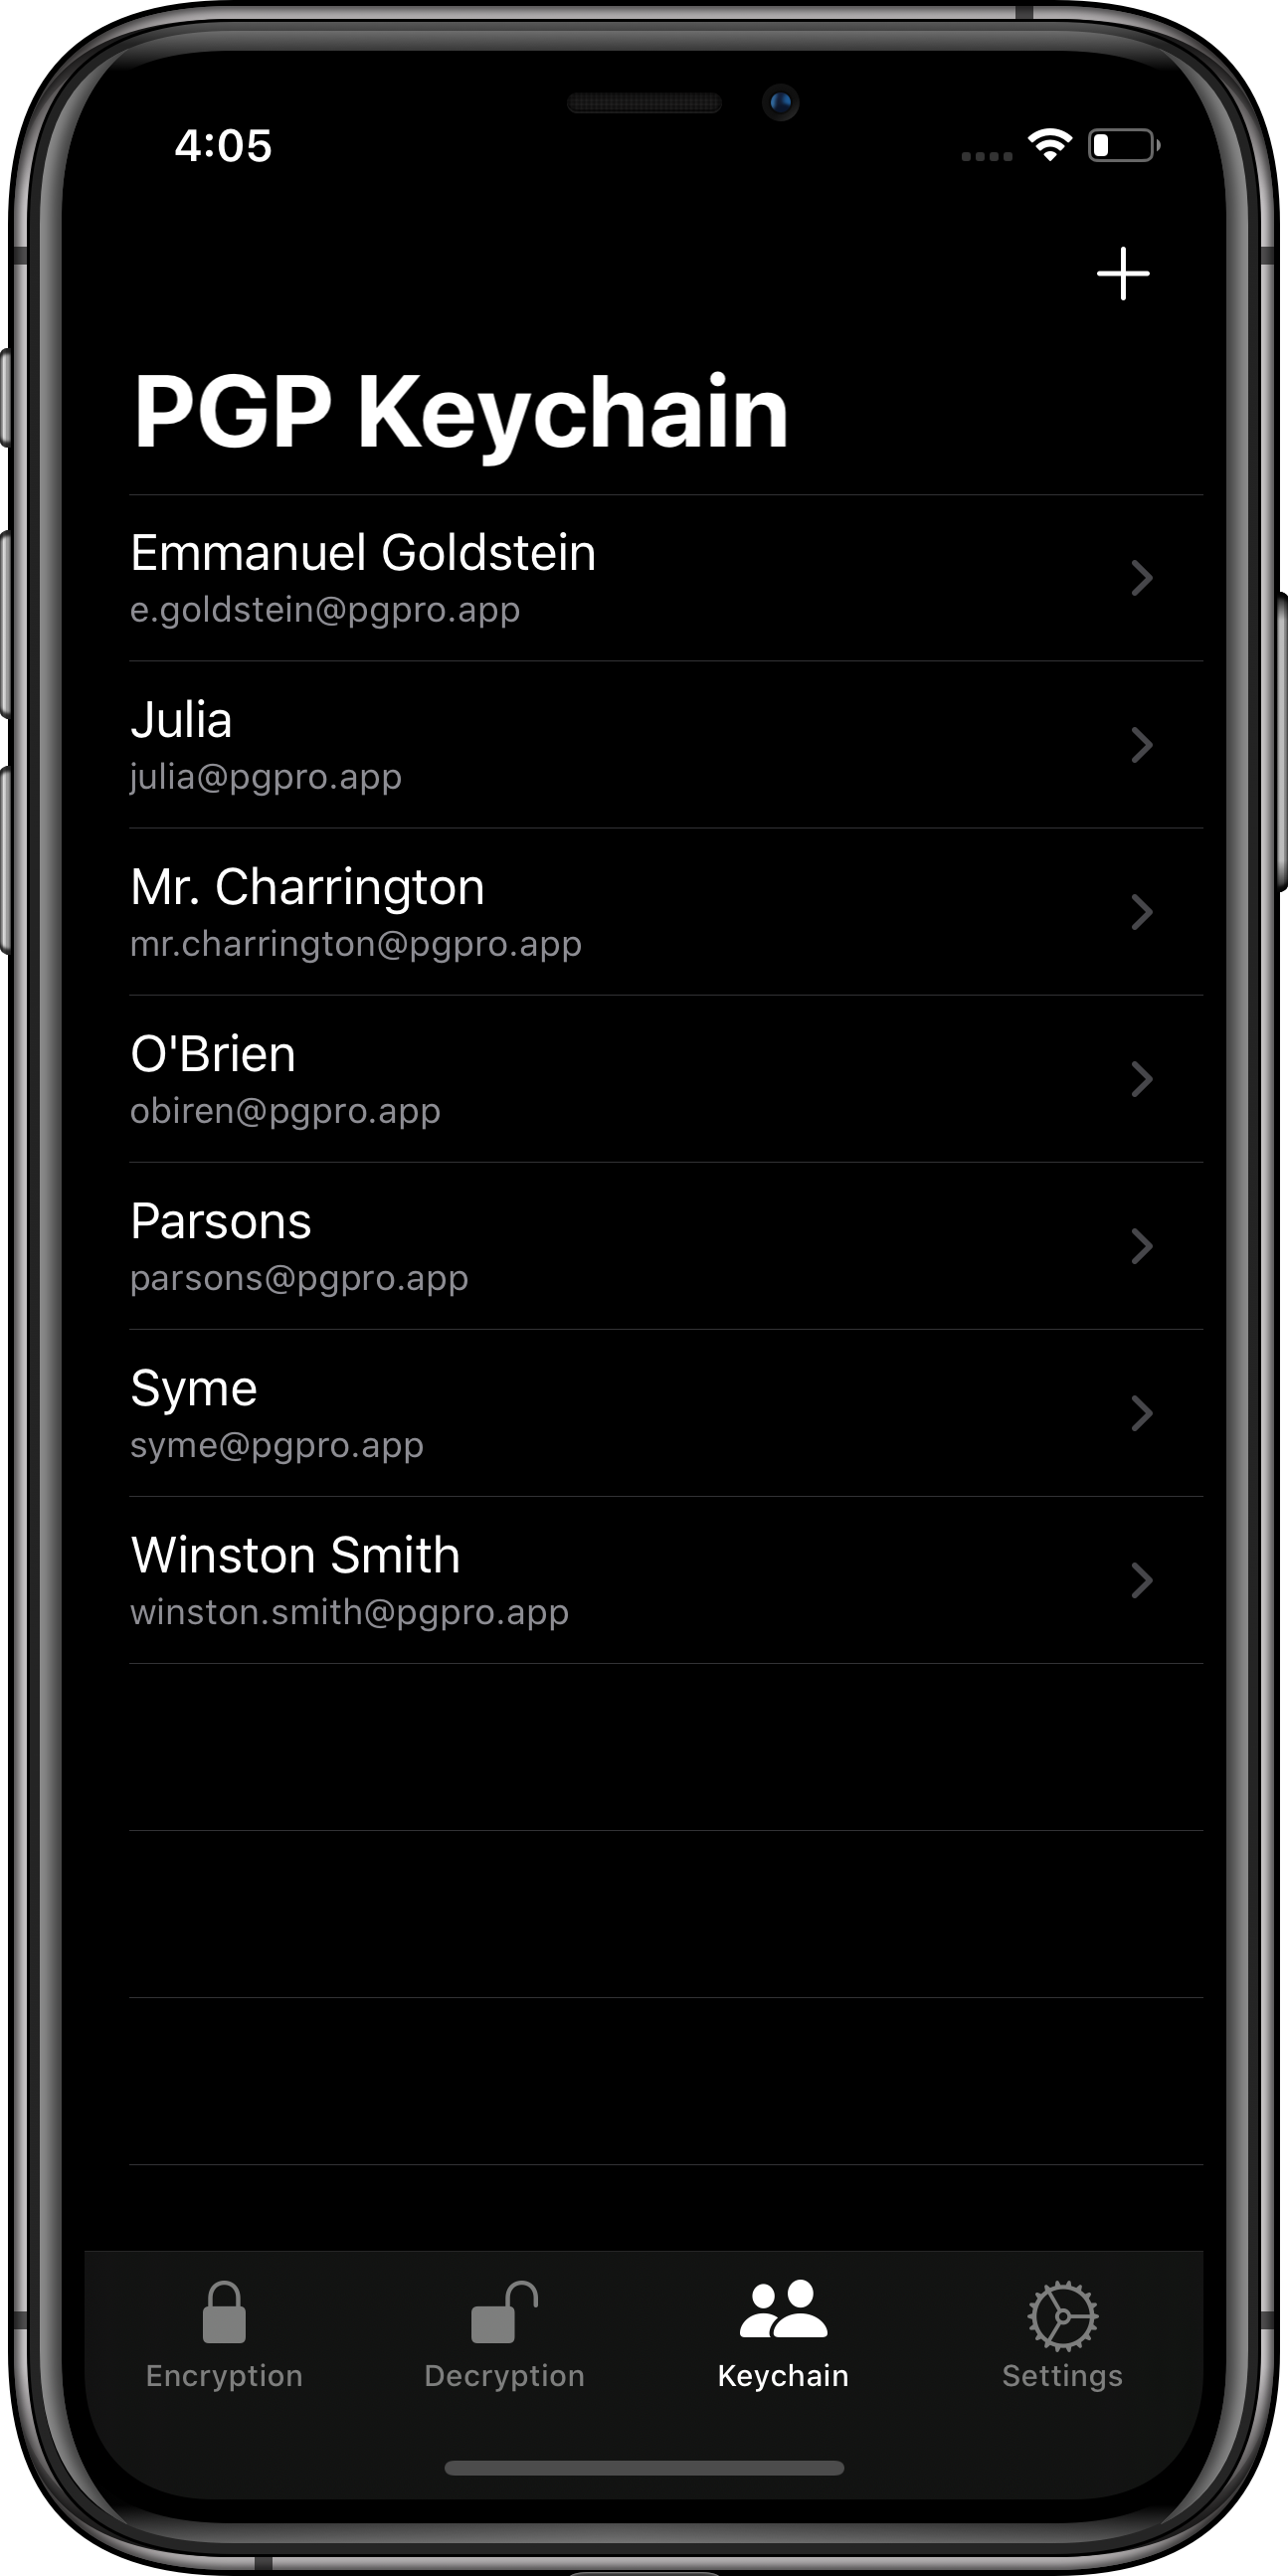 4:05
PGP Keychain
Emmanuel Goldstein
e.goldstein@pgpro.app
Julia
julia@pgpro.app
Mr. Charrington
mr.charrington@pgpro.app
O'Brien
obiren@pgpro.app
Parsons
parsons@pgpro.app
Syme
syme@pgpro.app
Winston Smith
winston.smith@pgpro.app
Encryption Decryption Keychain Settings